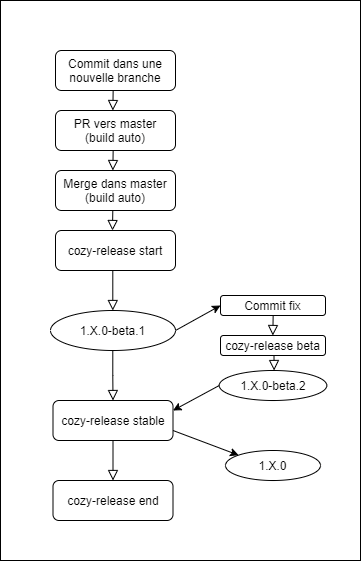 Commit dans une
nouvelle branche
PR vers master
(build auto)
Merge dans master
(build auto)
cozy-release start
1.X.0-beta.1
Commit fix
cozy-release beta
1.X.0-beta.2
cozy-release stable
1.X.0
cozy-release end